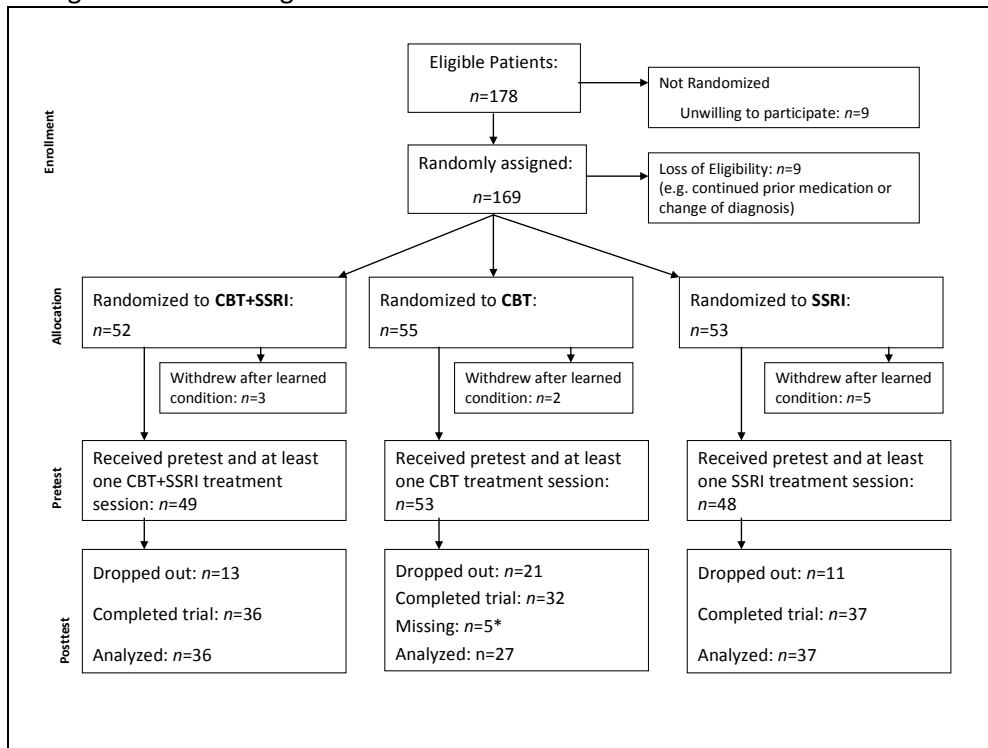 Eligible Patients:
n=178
Not Randomized
Unwilling to participate: n=9
Enrollment
Randomly assigned:
n=169
Loss of Eligibility: n=9
(e.g. continued prior medication or
change of diagnosis)
Allocation
Randomized to CBT+SSRI:
n=52
Randomized to CBT:
n=55
Randomized to SSRI:
n=53
Withdrew after learned
condition: n=3
Withdrew after learned
condition: n=2
Withdrew after learned
condition: n=5
Pretest
Received pretest and at least
one CBT+SSRI treatment
session: n=49
Received pretest and at least
one CBT treatment session:
n=53
Received pretest and at least
one SSRI treatment session:
n=48
Posttest
Dropped out: n=13
Completed trial: n=36
Analyzed: n=36
Dropped out: n=21
Completed trial: n=32
Missing: n=5*
Analyzed: n=27
Dropped out: n=11
Completed trial: n=37
Analyzed: n=37